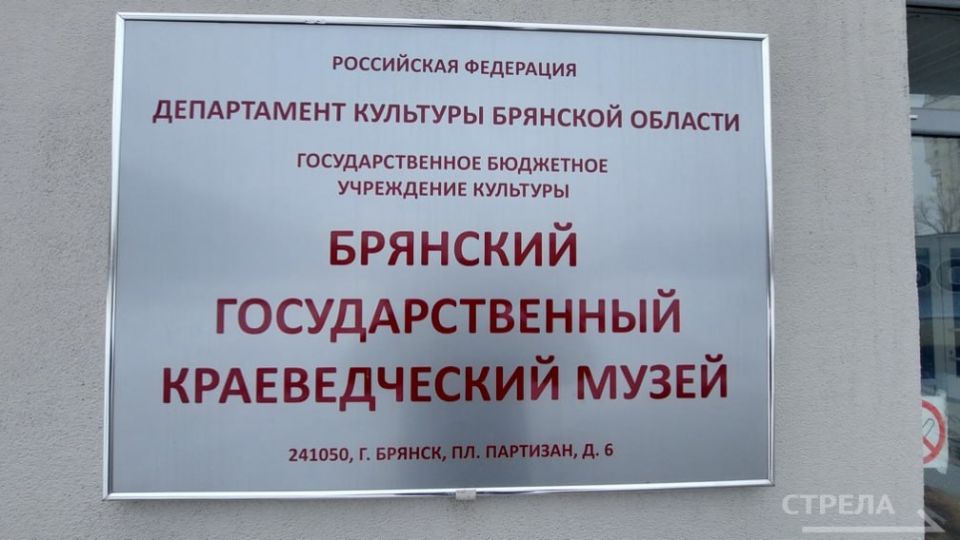 РОССИЙСКАЯ ФЕДЕРАЦИЯ
ДЕПАРТАМЕНТ КУЛЬТУРЫ БРЯНСКОЙ ОБЛАСТИ
ГОСУДАРСТВЕННОЕ БЮДЖЕТНОЕ
УЧРЕЖДЕНИЕ КУЛЬТУРЫ
БРЯНСКИЙ
ГОСУДАРСТВЕННЫЙ
КРАЕВЕДЧЕСКИЙ МУЗЕЙ
241050, Г. БРЯНСК, ПЛ. ПАРТИЗАН, Д. 6
СТРЕЛА